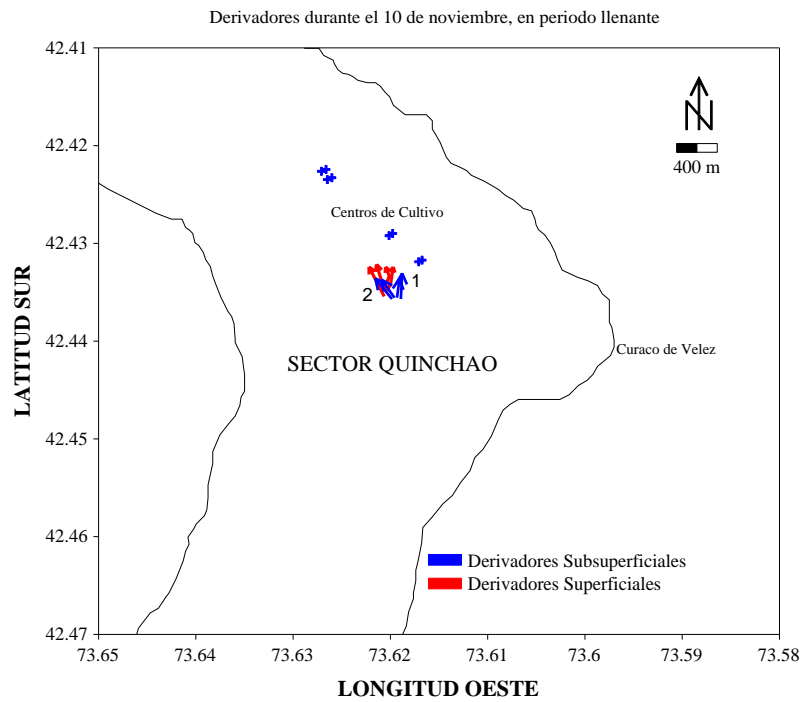 Derivadores durante el 10 de noviembre, en periodo llenante
42.41
42.42
42.43
42.44
42.45
42.46
42.47
LATITUD SUR
N
400 m
Centros de Cultivo
1
2
SECTOR QUINCHAO
Curaco de Velez
Derivadores Subsuperficiales
Derivadores Superficiales
73.65 73.64 73.63 73.62 73.61 73.6 73.59 73.58
LONGITUD OESTE